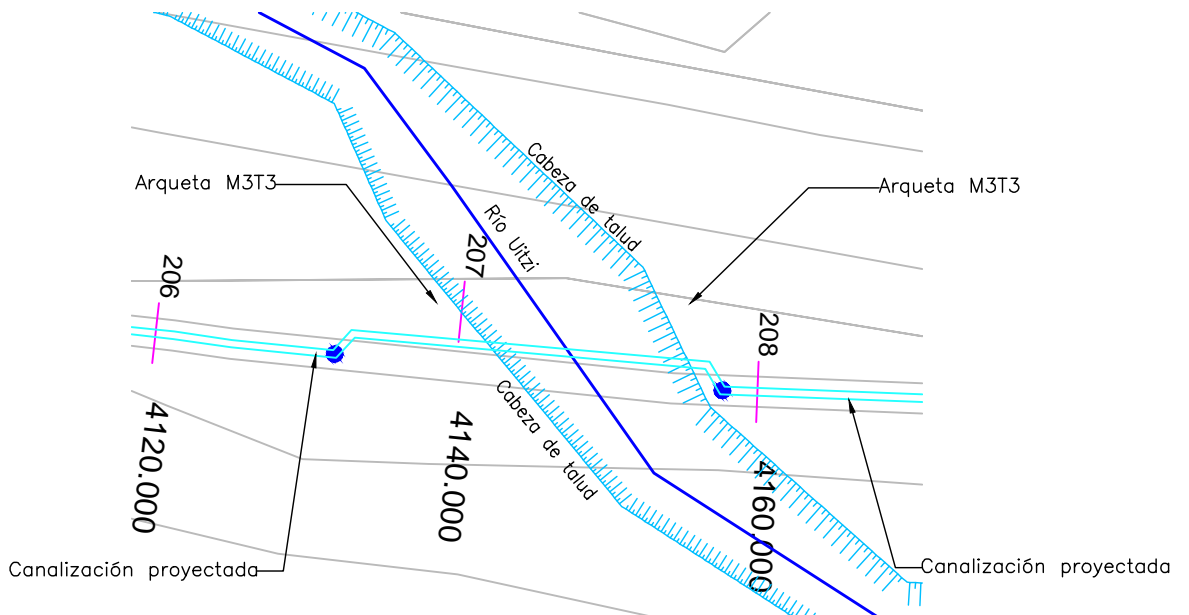 Cabeza de talud
Arqueta M3T3
Arqueta M3T3
Río Uitzi
207
206
208
Cabeza de talud
4120.000
4140.000
4160.000
Canalización proyectada
Canalización proyectada